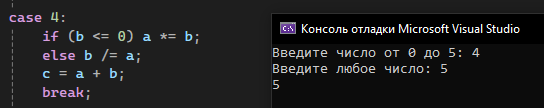 case 4:
if (b <= 0) a *= b;
else b /= a;
c = a + b;
break;
Консоль отладки Microsoft Visual Studio
Введите число от 0 до 5: 4
Введите любое число: 5
5